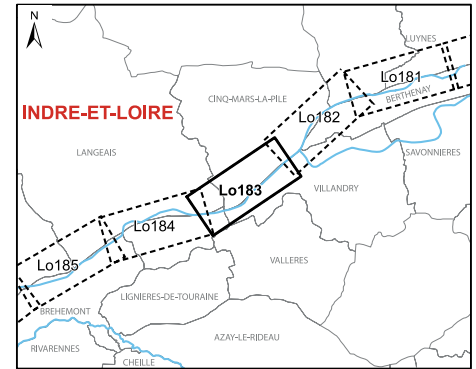 N
LUYNES
Lo181
BERTHENAY
CINQ-MARS-LA-PILE
Lo182
INDRE-ET-LOIRE
LANGEAIS
SAVONNIERES
Lo183
VILLANDRY
Lo184
VALLERES
Lo185
LIGNIERES-DE-TOURAINE
BREHEMONT
AZAY-LE-RIDEAU
RIVARENNES
CHEILLE